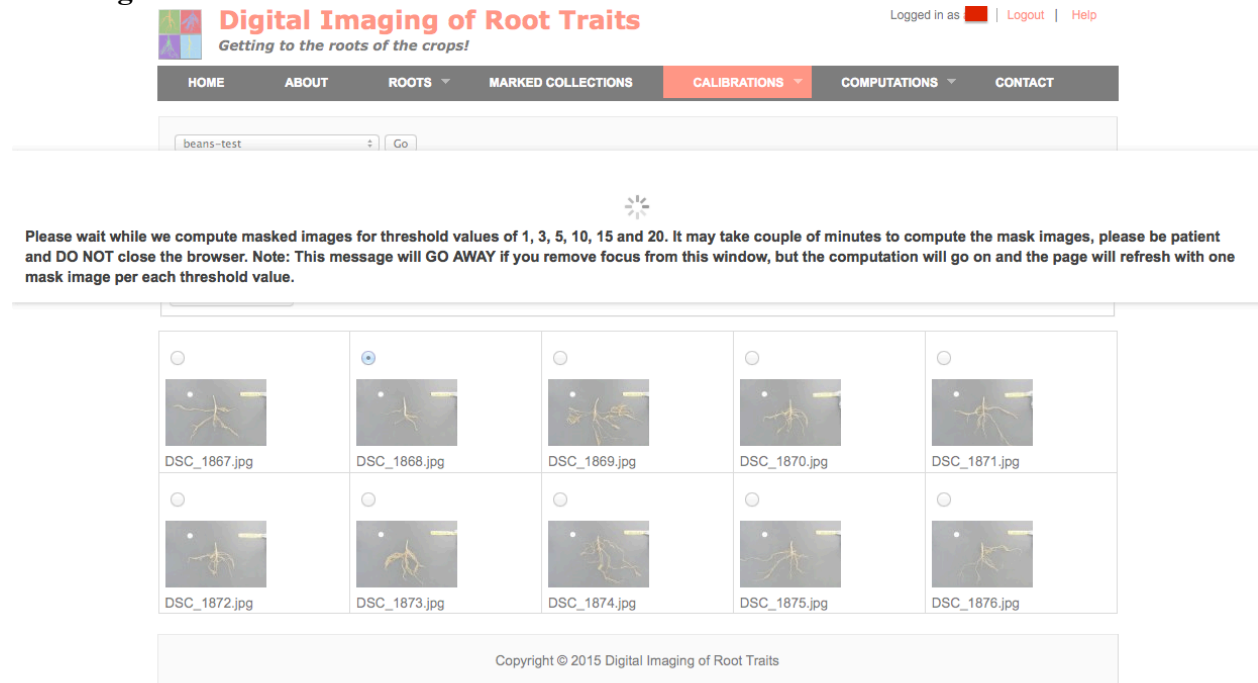 Digital Imaging of Root Traits
Getting to the roots of the crops!
Logged in as | Logout | Help
HOME ABOUT ROOTS MARKED COLLECTIONS CALIBRATIONS COMPUTATIONS CONTACT
beans-test Go
Please wait while we compute masked images for threshold values of 1, 3, 5, 10, 15 and 20. It may take couple of minutes to compute the mask images, please be patient
and DO NOT close the browser. Note: This message will GO AWAY if you remove focus from this window, but the computation will go on and the page will refresh with one
mask image per each threshold value.
DSC_1867.jpg DSC_1868.jpg DSC_1869.jpg DSC_1870.jpg DSC_1871.jpg
DSC_1872.jpg DSC_1873.jpg DSC_1874.jpg DSC_1875.jpg DSC_1876.jpg
Copyright © 2015 Digital Imaging of Root Traits